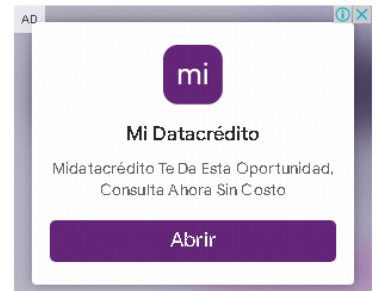 AD
mi
Mi Datacrédito
Midatacrédito Te Da Esta Oportunidad,
Consulta Ahora Sin Costo
Abrir